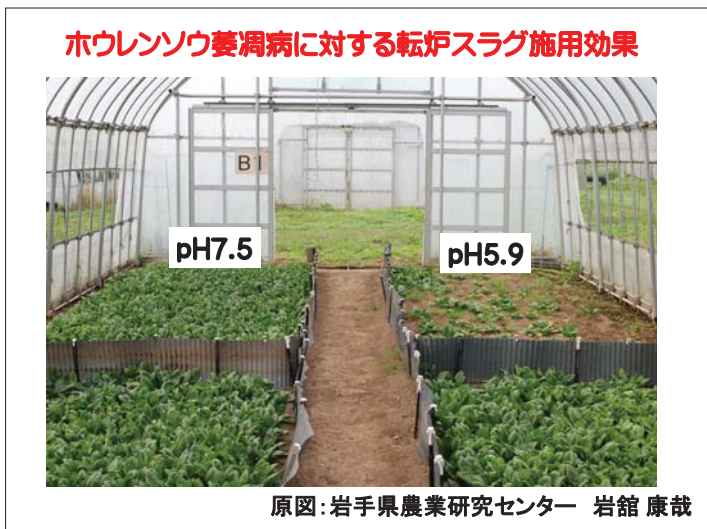 ホウレンソウ萎凋病に対する転炉スラグ施用効果
B1
pH7.5
pH5.9
原図:岩手県農業研究センター 岩舘 康哉